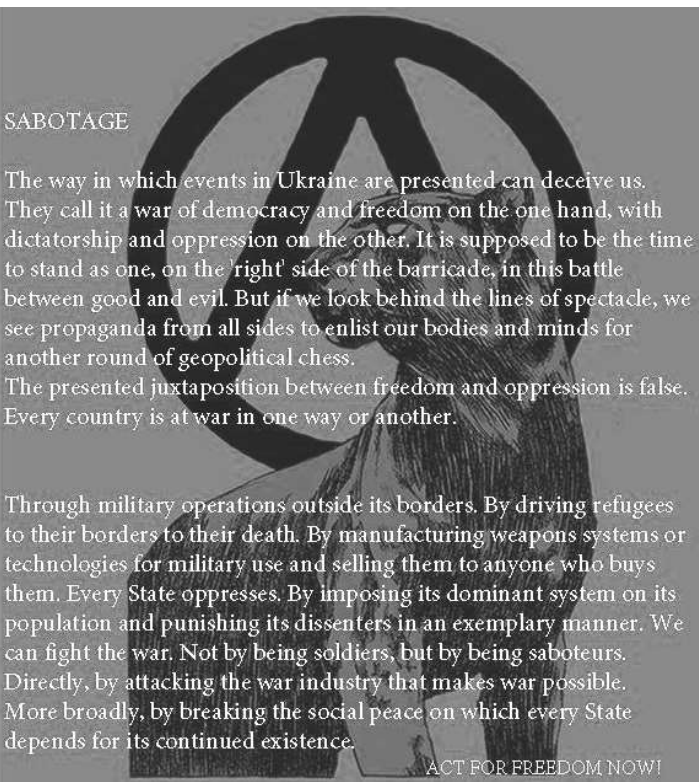 SABOTAGE
The way in which events in Ukraine are presented can deceive us.
They call it a war of democracy and freedom on the one hand, with
dictatorship and oppression on the other. It is supposed to be the time
to stand as one, on the 'right' side of the barricade, in this battle
between good and evil. But if we look behind the lines of spectacle, we
see propaganda from all sides to enlist our bodies and minds for
another round of geopolitical chess.
The presented juxtaposition between freedom and oppression is false.
Every country is at war in one way or another.
Through military operations outside its borders. By driving refugees
to their borders to their death. By manufacturing weapons systems or
technologies for military use and selling them to anyone who buys
them. Every State oppresses. By imposing its dominant system on its
population and punishing its dissenters in an exemplary manner. We
can fight the war. Not by being soldiers, but by being saboteurs.
Directly, by attacking the war industry that makes war possible.
More broadly, by breaking the social peace on which every State
depends for its continued existence.
ACT FOR FREEDOM NOW!